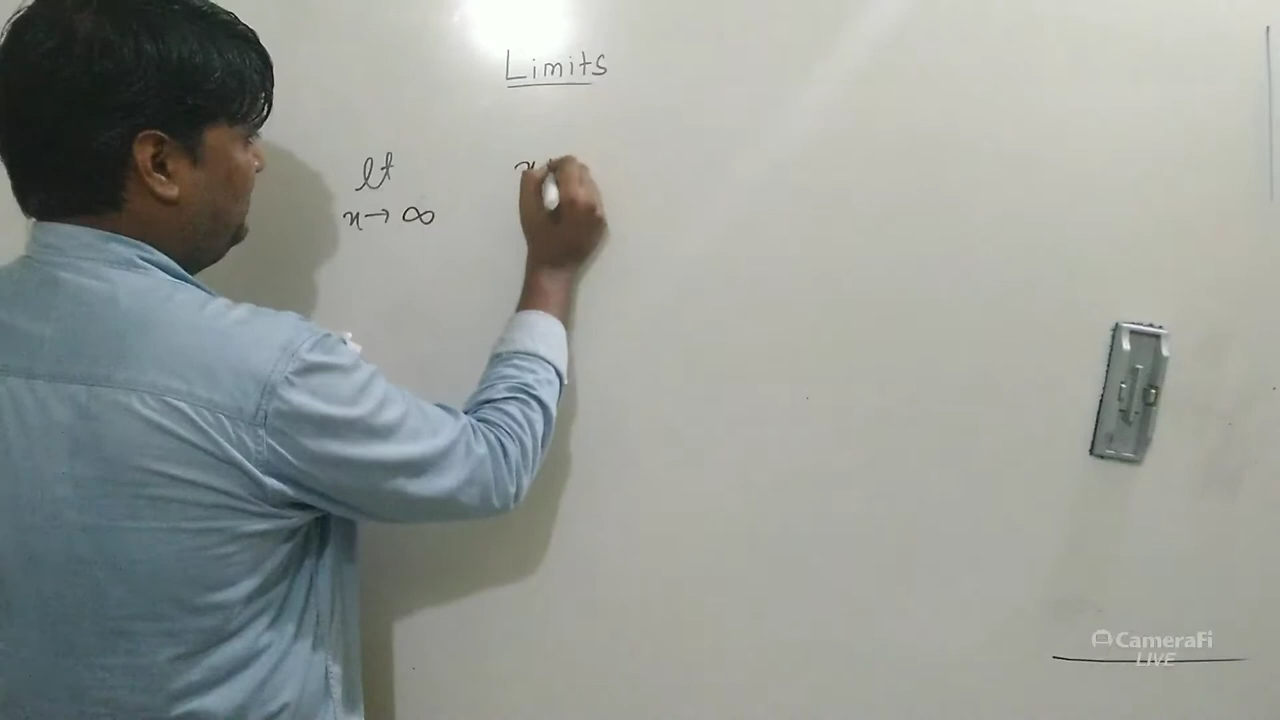 Limits
lt x
x → ∞
CameraFi
LIVE